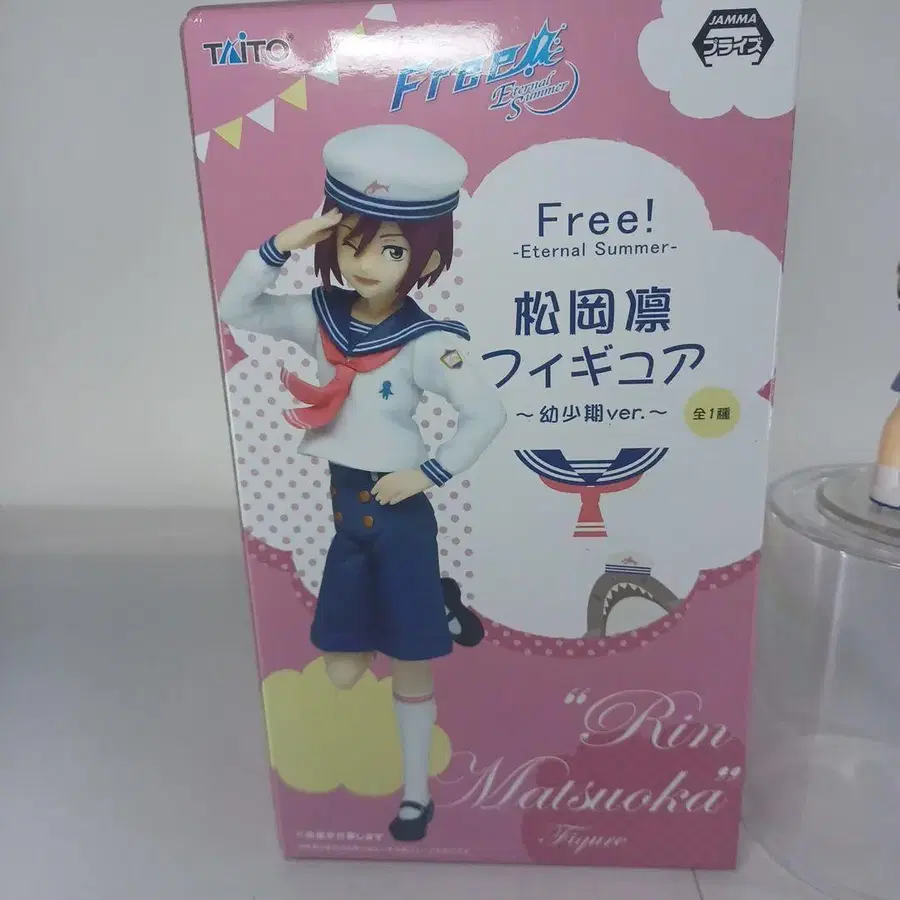 TAITO
JAMMA
プライズ
Free!
Eternal
Summer
Free!
-Eternal Summer-
松岡凛
フィギュア
～幼少期ver.～
全1種
"Rin
Matsuoka"
Figure